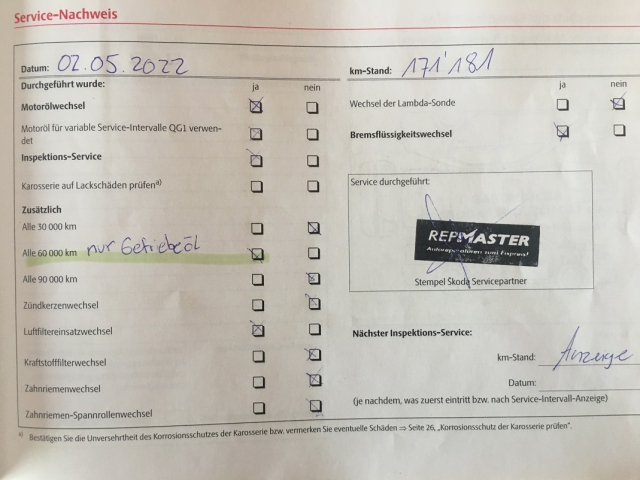 Service-Nachweis
Datum: 02.05.2022
km-Stand: 171'181
Durchgeführt wurde:
ja nein
ja nein
Motorölwechsel
Wechsel der Lambda-Sonde
Motoröl für variable Service-Intervalle QG1 verwen-
det
Bremsflüssigkeitswechsel
Inspektions-Service
Karosserie auf Lackschäden prüfen a)
Service durchgeführt:
Zusätzlich
Alle 30 000 km
REPMASTER
Autoreparaturen zum Fixpreis!
Alle 60 000 km nur Getriebeöl
Stempel Škoda Servicepartner
Alle 90 000 km
Zündkerzenwechsel
Luftfiltereinsatzwechsel
Nächster Inspektions-Service:
km-Stand: Anzeige
Kraftstofffilterwechsel
Datum:
Zahnriemenwechsel
(je nachdem, was zuerst eintritt bzw. nach Service-Intervall-Anzeige)
Zahnriemen-Spannrollenwechsel
a) Bestätigen Sie die Unversehrtheit des Korrosionsschutzes der Karosserie bzw. vermerken Sie eventuelle Schäden ⇒ Seite 26, „Korrosionsschutz der Karosserie prüfen".